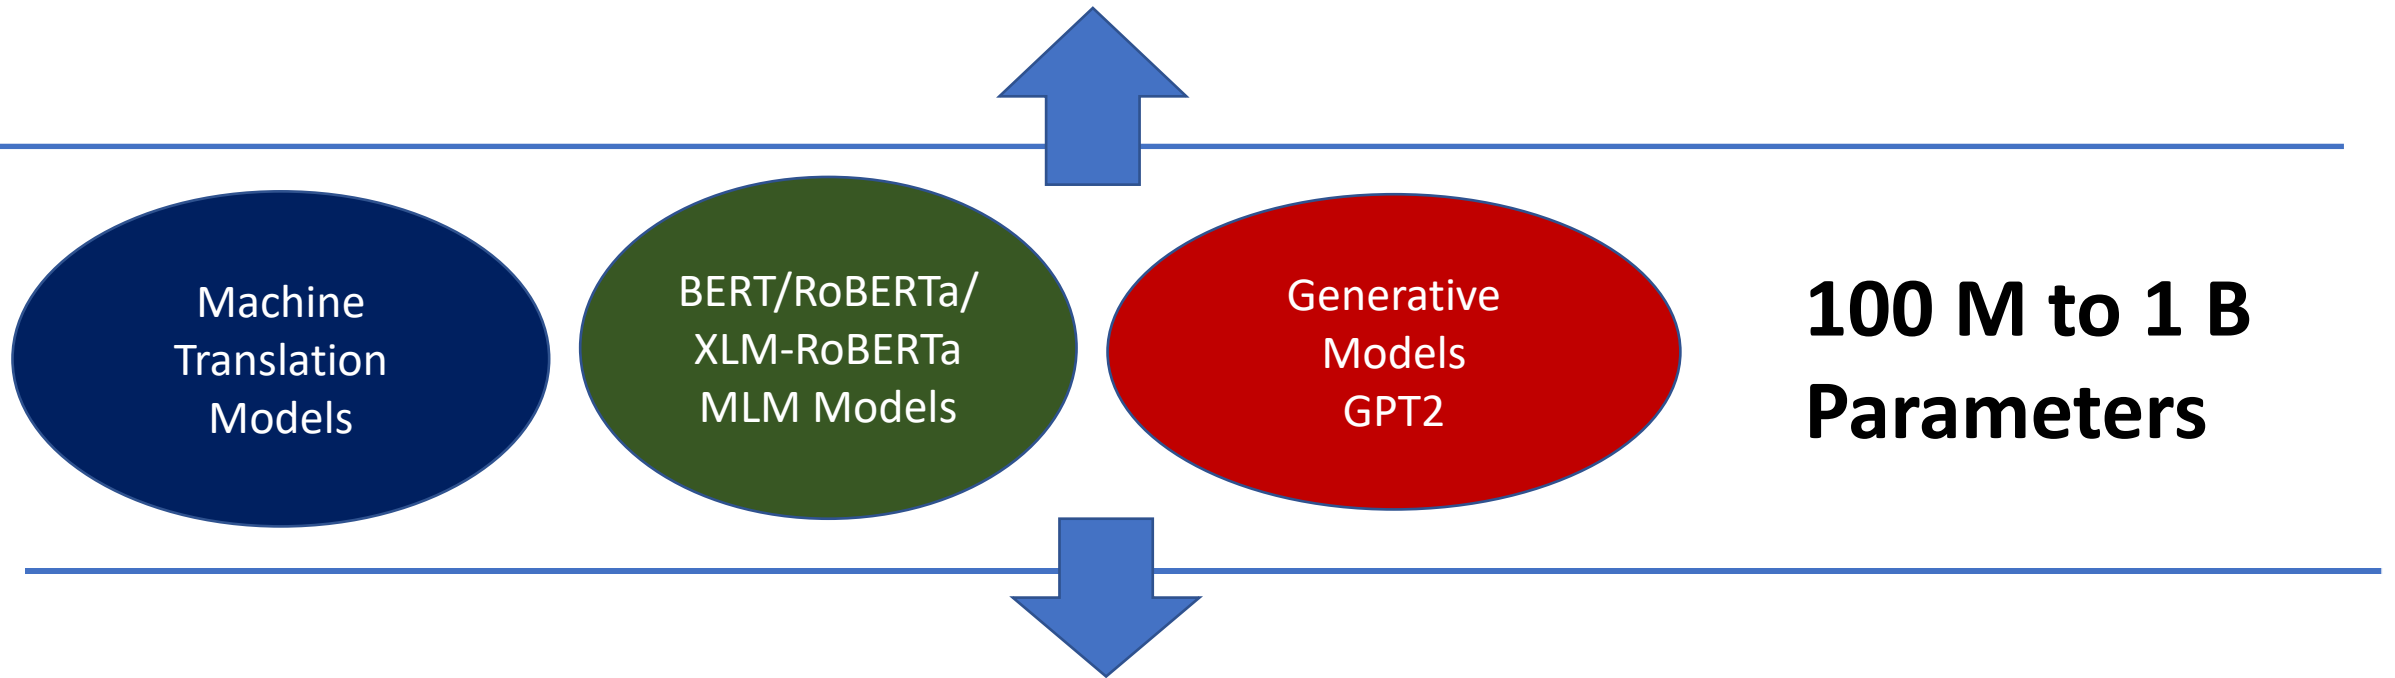 Machine
Translation
Models
BERT/RoBERTa/
XLM-RoBERTa
MLM Models
Generative
Models
GPT2
100 M to 1 B
Parameters